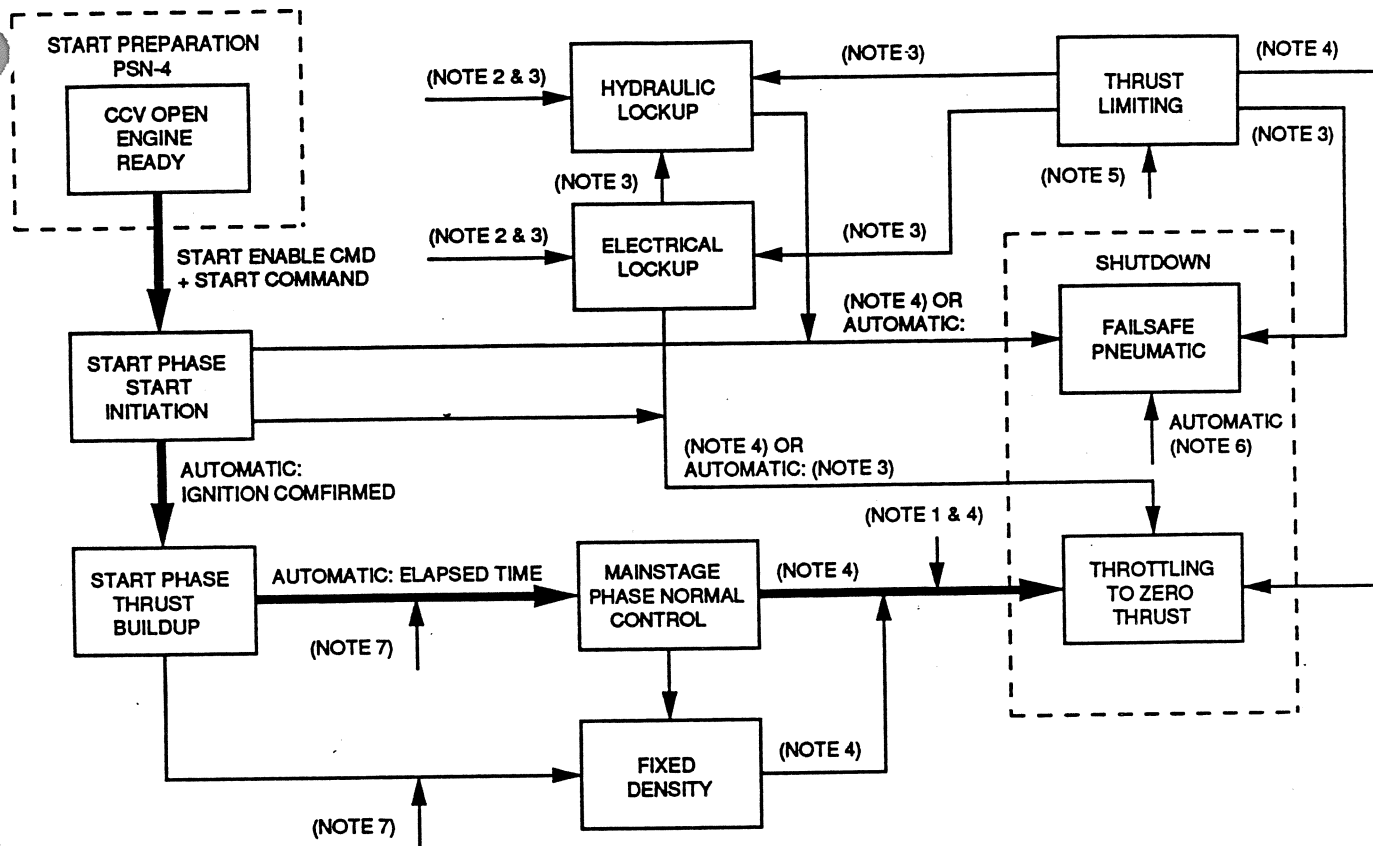 START PREPARATION
PSN-4
CCV OPEN
ENGINE
READY
START ENABLE CMD
+ START COMMAND
START PHASE
START
INITIATION
AUTOMATIC:
IGNITION COMFIRMED
START PHASE
THRUST
BUILDUP
AUTOMATIC: ELAPSED TIME
(NOTE 7)
(NOTE 7)
(NOTE 2 & 3)
HYDRAULIC
LOCKUP
(NOTE 3)
(NOTE 2 & 3)
ELECTRICAL
LOCKUP
(NOTE 3)
(NOTE 3)
THRUST
LIMITING
(NOTE 4)
(NOTE 3)
(NOTE 5)
(NOTE 4) OR
AUTOMATIC:
SHUTDOWN
FAILSAFE
PNEUMATIC
AUTOMATIC
(NOTE 6)
(NOTE 4) OR
AUTOMATIC: (NOTE 3)
(NOTE 1 & 4)
MAINSTAGE
PHASE NORMAL
CONTROL
(NOTE 4)
THROTTLING
TO ZERO
THRUST
FIXED
DENSITY
(NOTE 4)